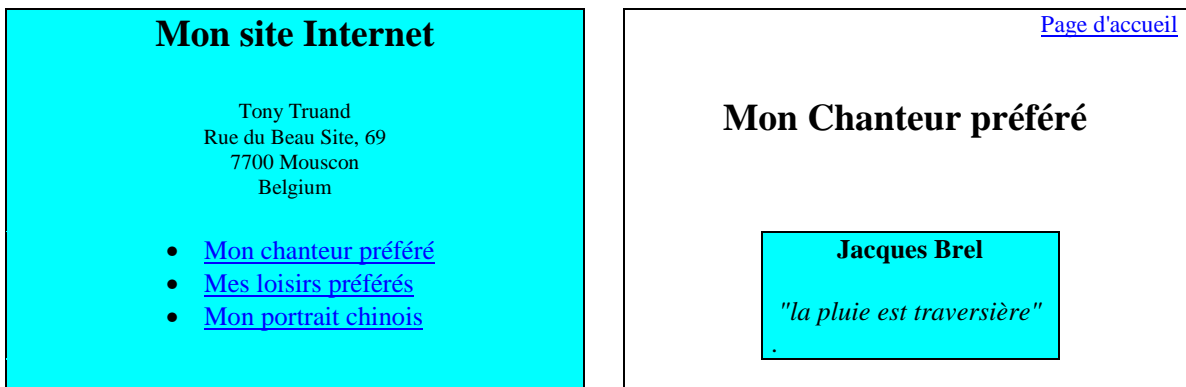 Mon site Internet
Tony Truand
Rue du Beau Site, 69
7700 Mouscon
Belgium
• Mon chanteur préféré
• Mes loisirs préférés
• Mon portrait chinois
Page d'accueil
Mon Chanteur préféré
Jacques Brel
"la pluie est traversière"
.